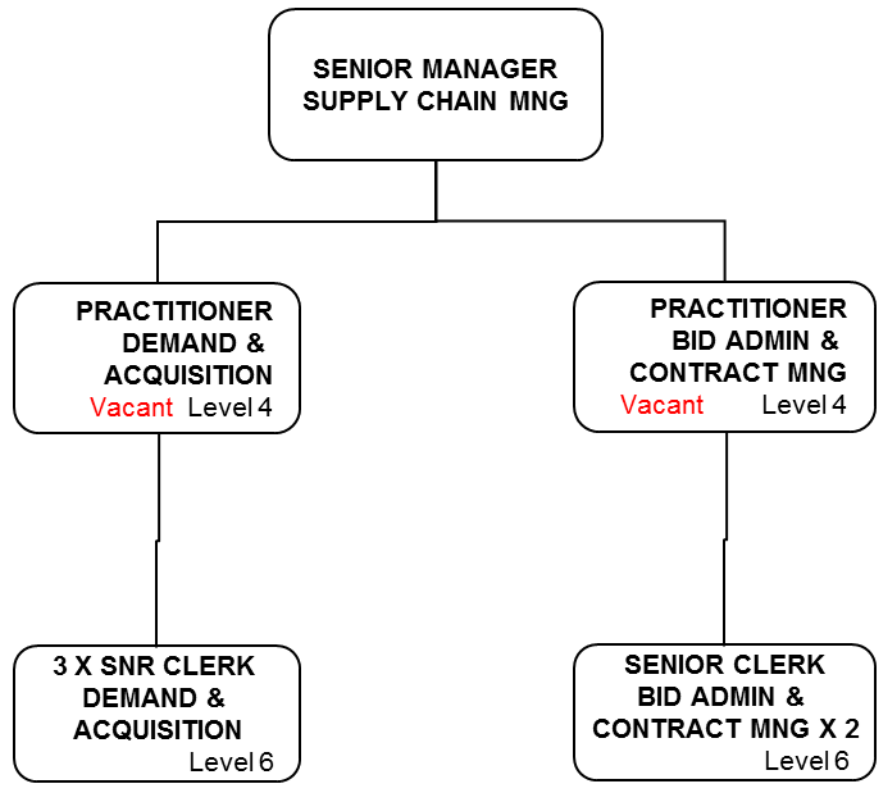 SENIOR MANAGER
SUPPLY CHAIN MNG
PRACTITIONER
DEMAND &
ACQUISITION
Vacant Level 4
PRACTITIONER
BID ADMIN &
CONTRACT MNG
Vacant Level 4
3 X SNR CLERK
DEMAND &
ACQUISITION
Level 6
SENIOR CLERK
BID ADMIN &
CONTRACT MNG X 2
Level 6